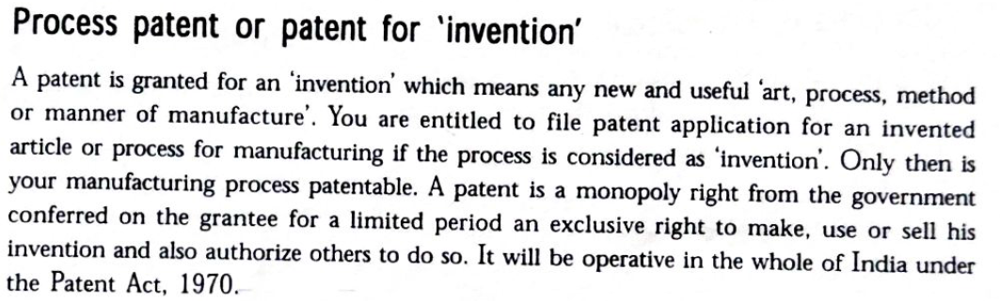 Process patent or patent for 'invention'
A patent is granted for an 'invention' which means any new and useful 'art, process, method
or manner of manufacture'. You are entitled to file patent application for an invented
article or process for manufacturing if the process is considered as 'invention'. Only then is
your manufacturing process patentable. A patent is a monopoly right from the government
conferred on the grantee for a limited period an exclusive right to make, use or sell his
invention and also authorize others to do so. It will be operative in the whole of India under
the Patent Act, 1970.